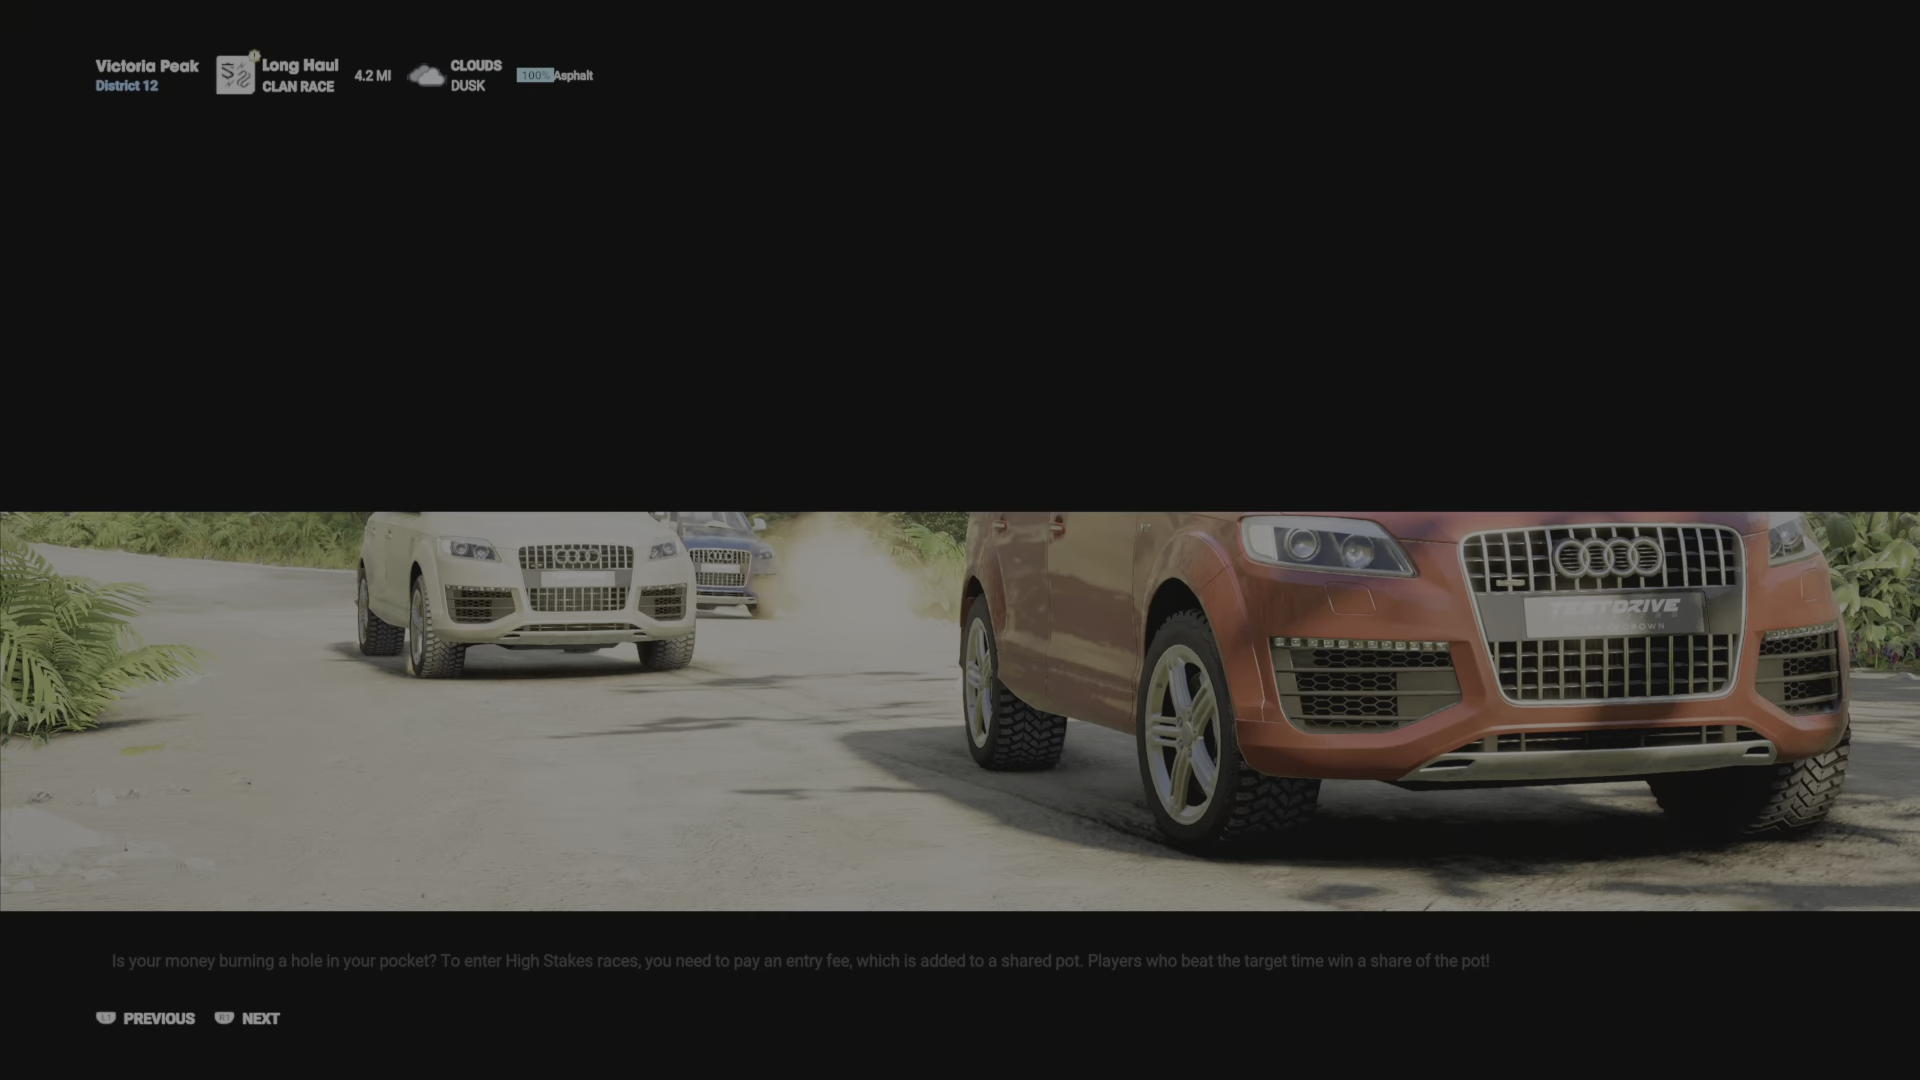 Victoria Peak
District 12
Long Haul
CLAN RACE
4.2 MI
CLOUDS
DUSK
100% Asphalt
TESTDRIVE
Is your money burning a hole in your pocket? To enter High Stakes races, you need to pay an entry fee, which is added to a shared pot. Players who beat the target time win a share of the pot!
L1 PREVIOUS R1 NEXT